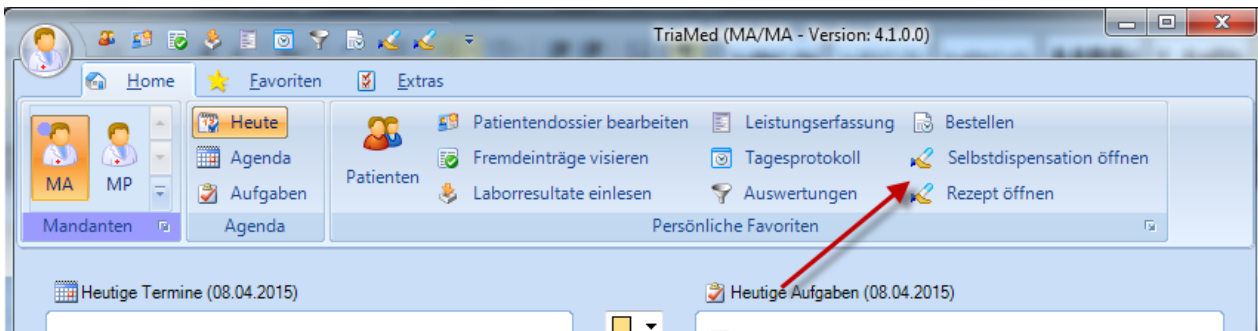 TriaMed (MA/MA - Version: 4.1.0.0)
Home Favoriten Extras
Heute Patientendossier bearbeiten Leistungserfassung Bestellen
Agenda Fremdeinträge visieren Tagesprotokoll Selbstdispensation öffnen
MA MP Patienten
Aufgaben Laborresultate einlesen Auswertungen Rezept öffnen
Mandanten Agenda Persönliche Favoriten
Heutige Termine (08.04.2015) Heutige Aufgaben (08.04.2015)